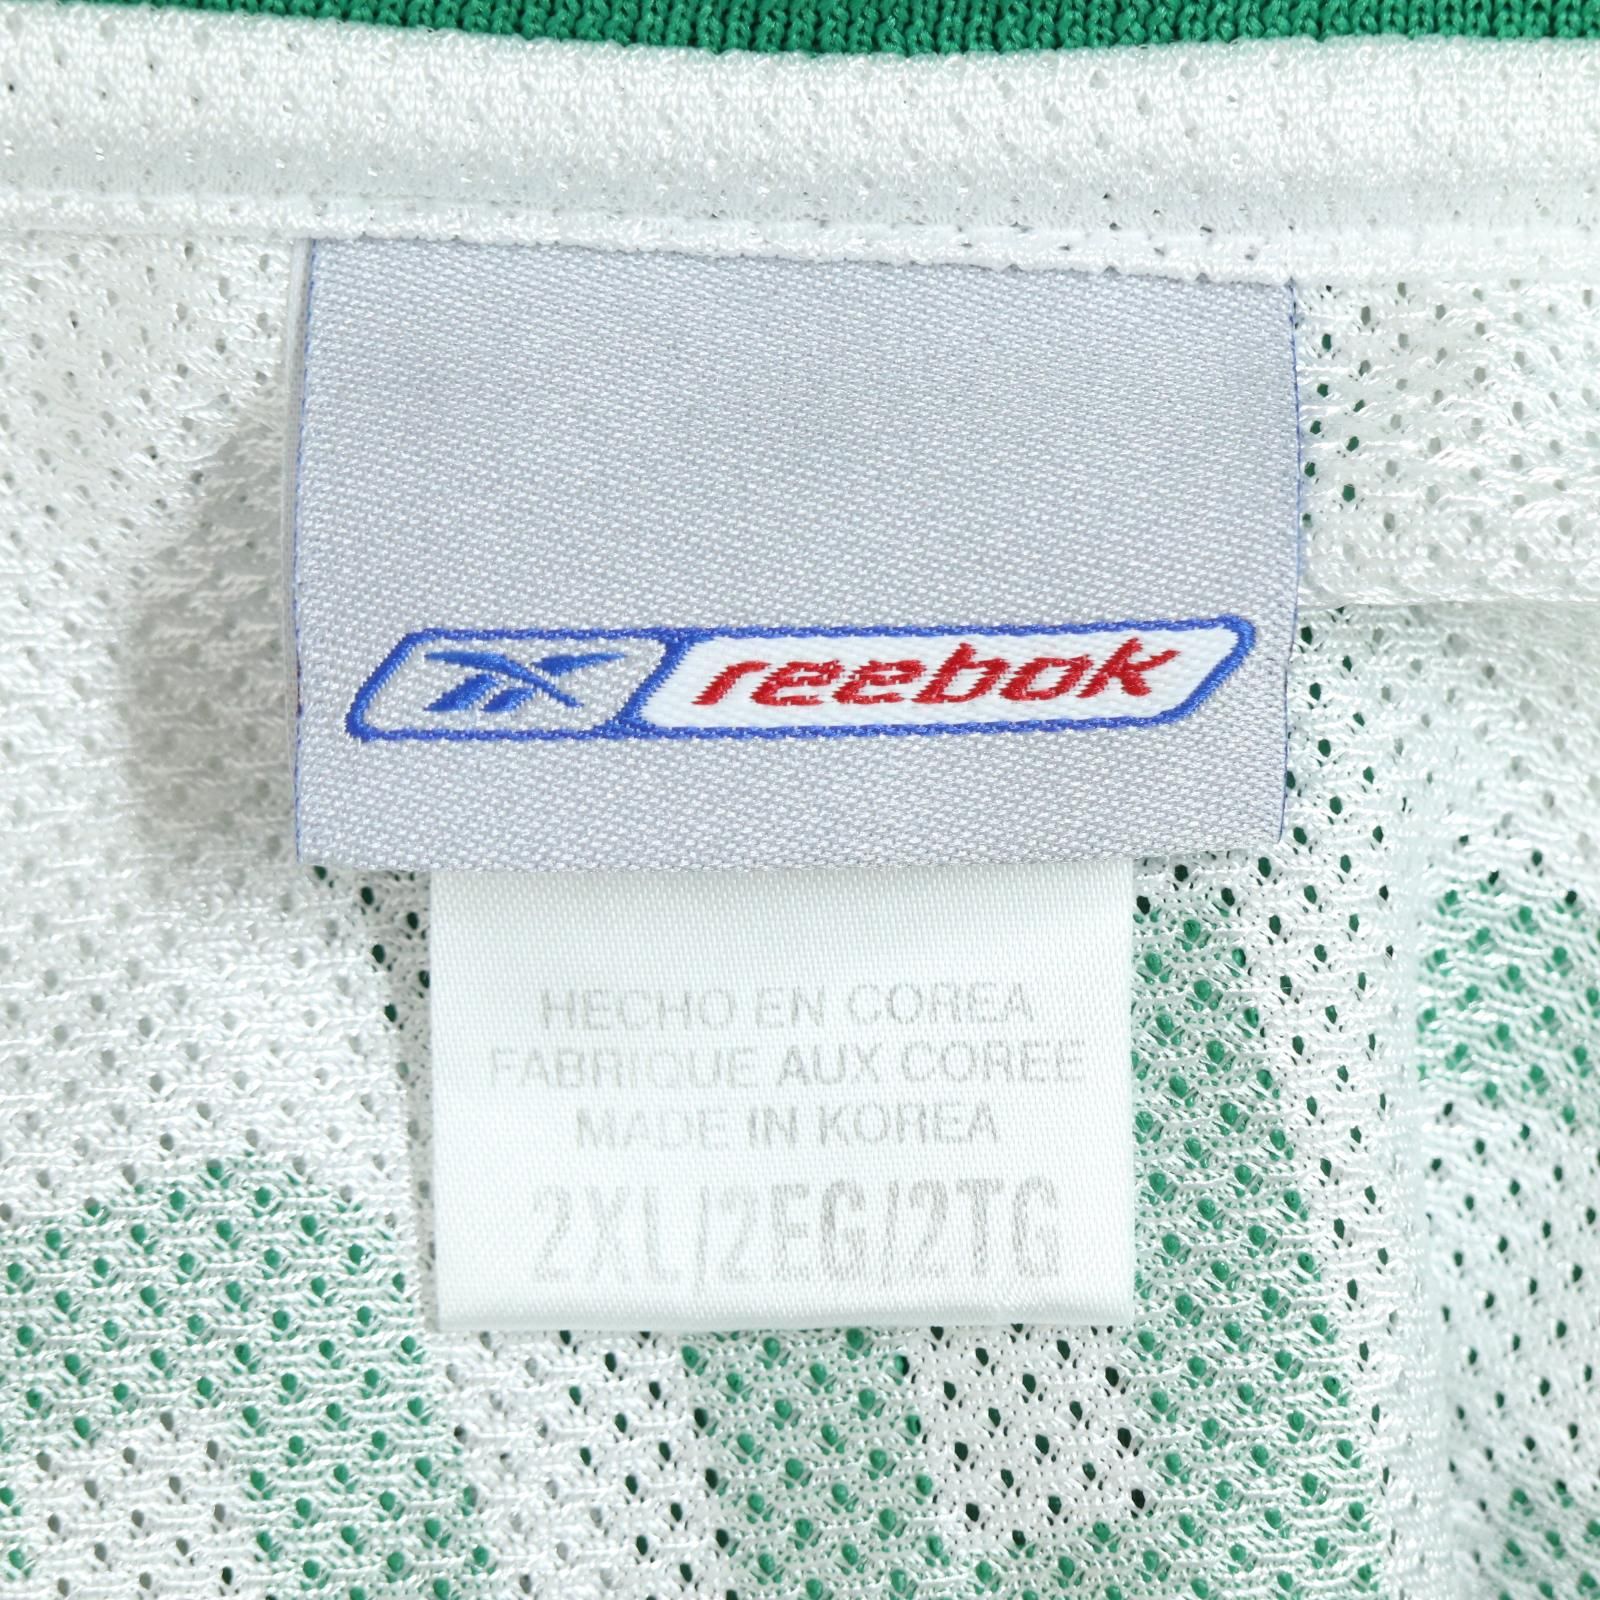 reebok
HECHO EN COREA
FABRIQUE AUX COREE
MADE IN KOREA
2XL/2EG/2TG